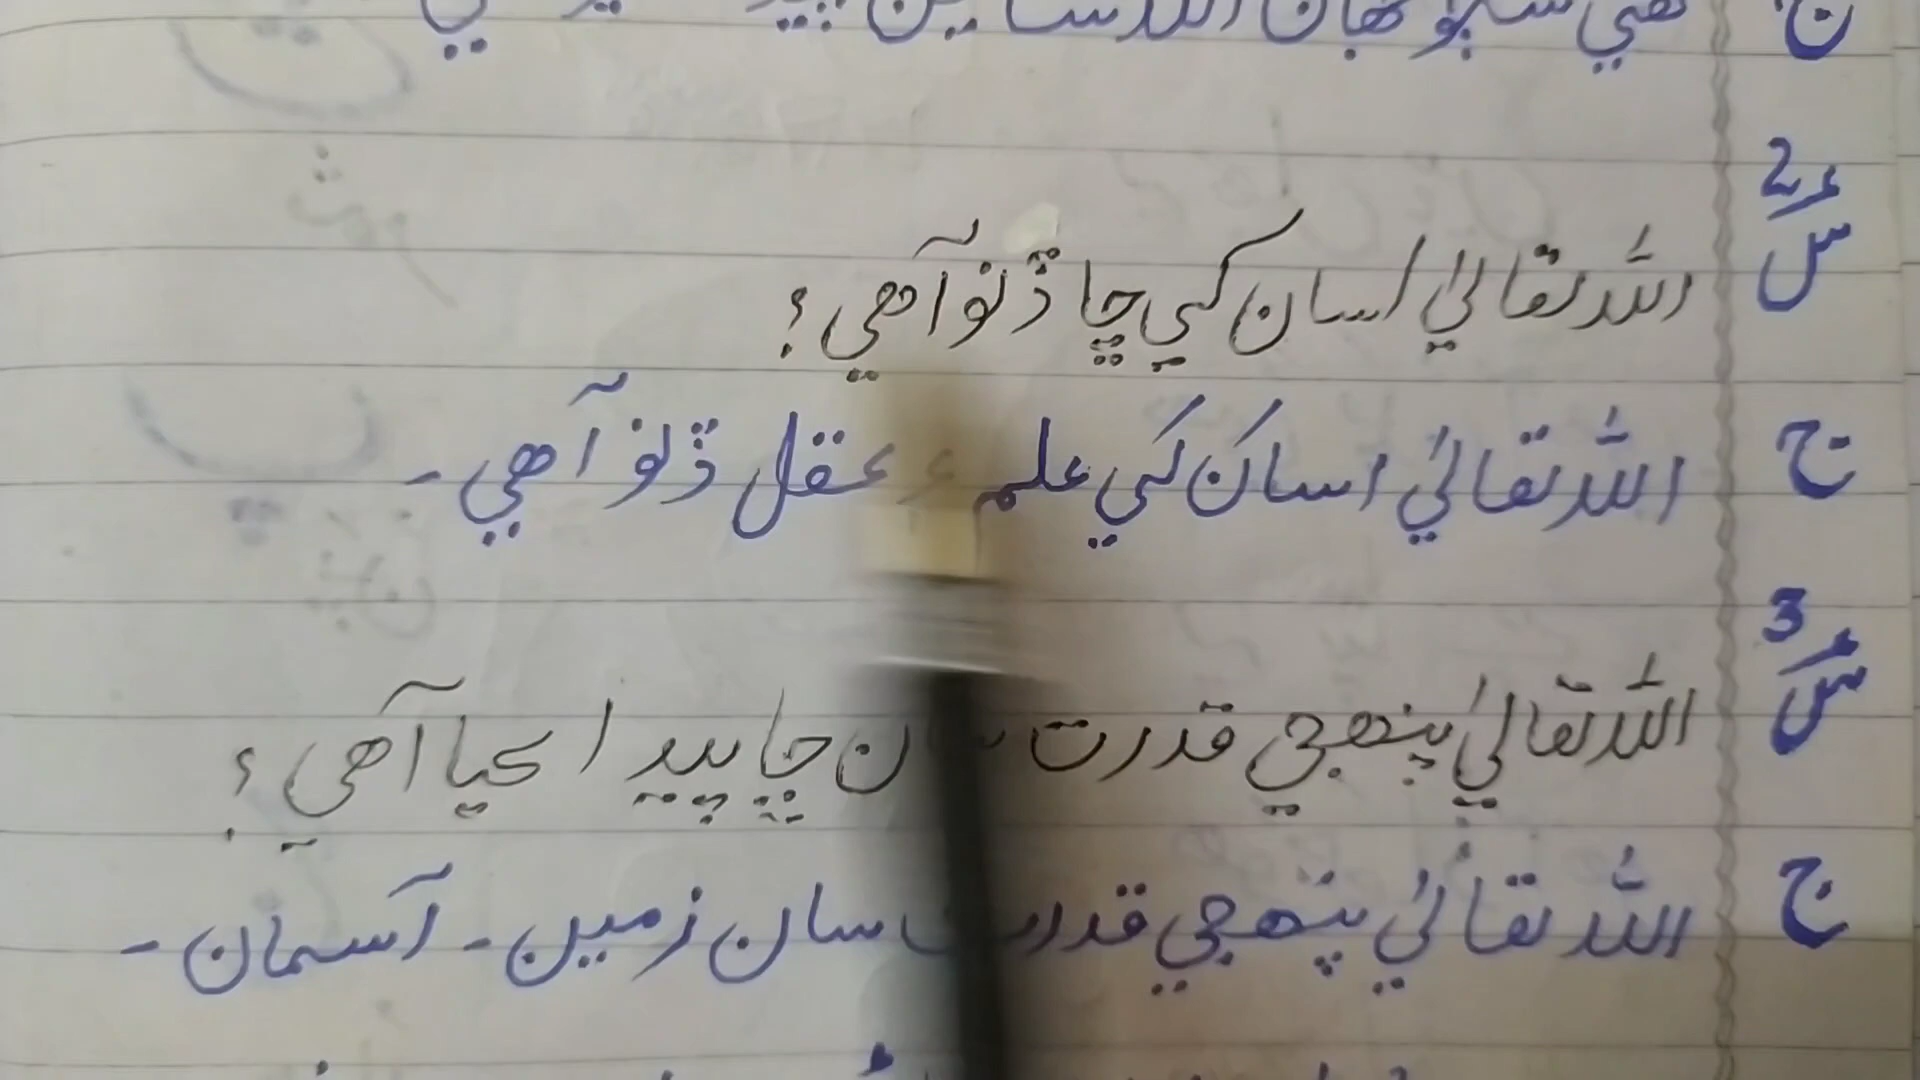 س 2 الله تعاليٰ اسان کي ڇا ڏنو آهي؟
ج الله تعاليٰ اسان کي علم ۽ عقل ڏنو آهي۔
س 3 الله تعاليٰ پنهجي قدرت سان ڇا پيدا ڪيا آهي؟
ج الله تعاليٰ پنهجي قدرت سان زمين۔ آسمان۔